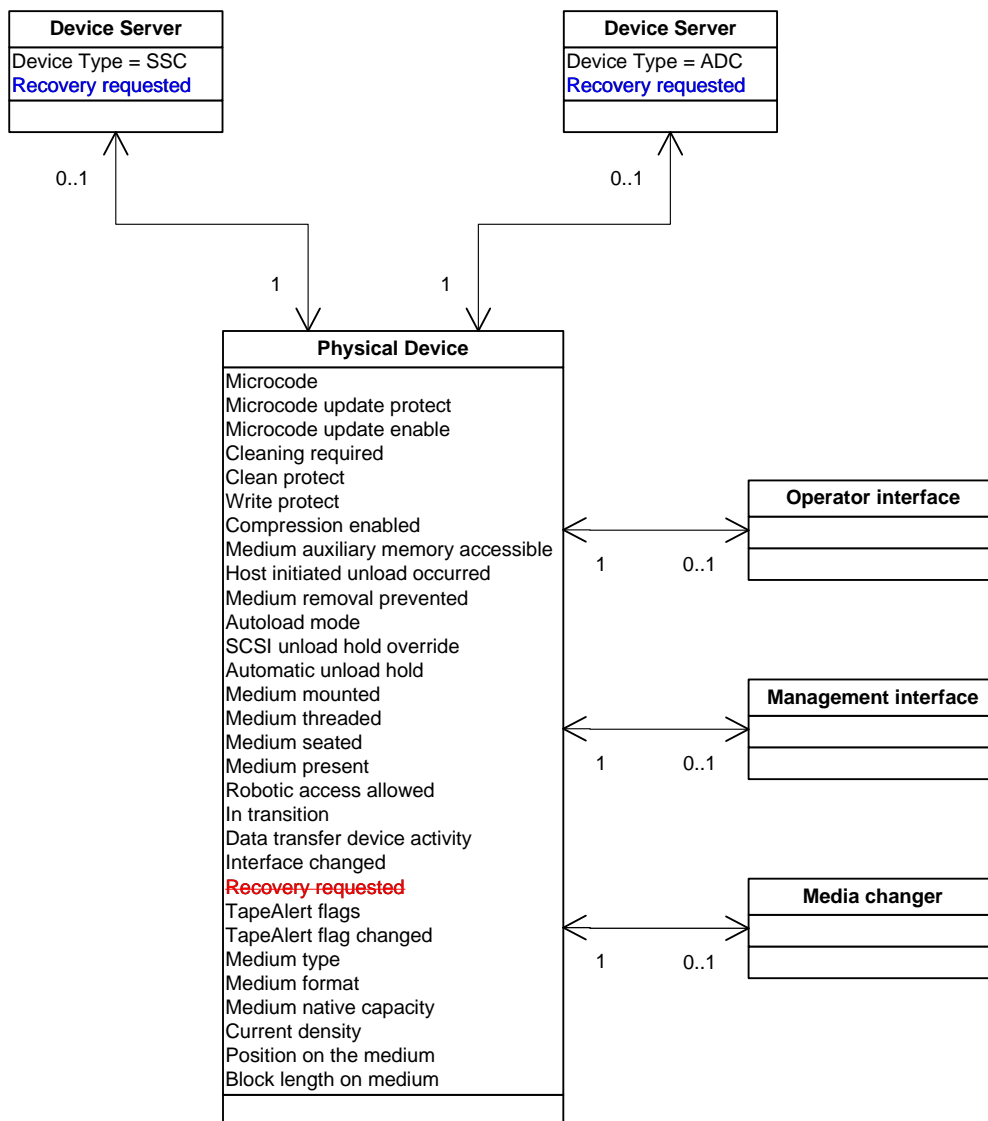 Device Server
Device Type = SSC
Recovery requested
Device Server
Device Type = ADC
Recovery requested
0..1
0..1
1
1
Physical Device
Microcode
Microcode update protect
Microcode update enable
Cleaning required
Clean protect
Write protect
Compression enabled
Medium auxiliary memory accessible
Host initiated unload occurred
Medium removal prevented
Autoload mode
SCSI unload hold override
Automatic unload hold
Medium mounted
Medium threaded
Medium seated
Medium present
Robotic access allowed
In transition
Data transfer device activity
Interface changed
Recovery requested
TapeAlert flags
TapeAlert flag changed
Medium type
Medium format
Medium native capacity
Current density
Position on the medium
Block length on medium
Operator interface
1
0..1
Management interface
1
0..1
Media changer
1
0..1